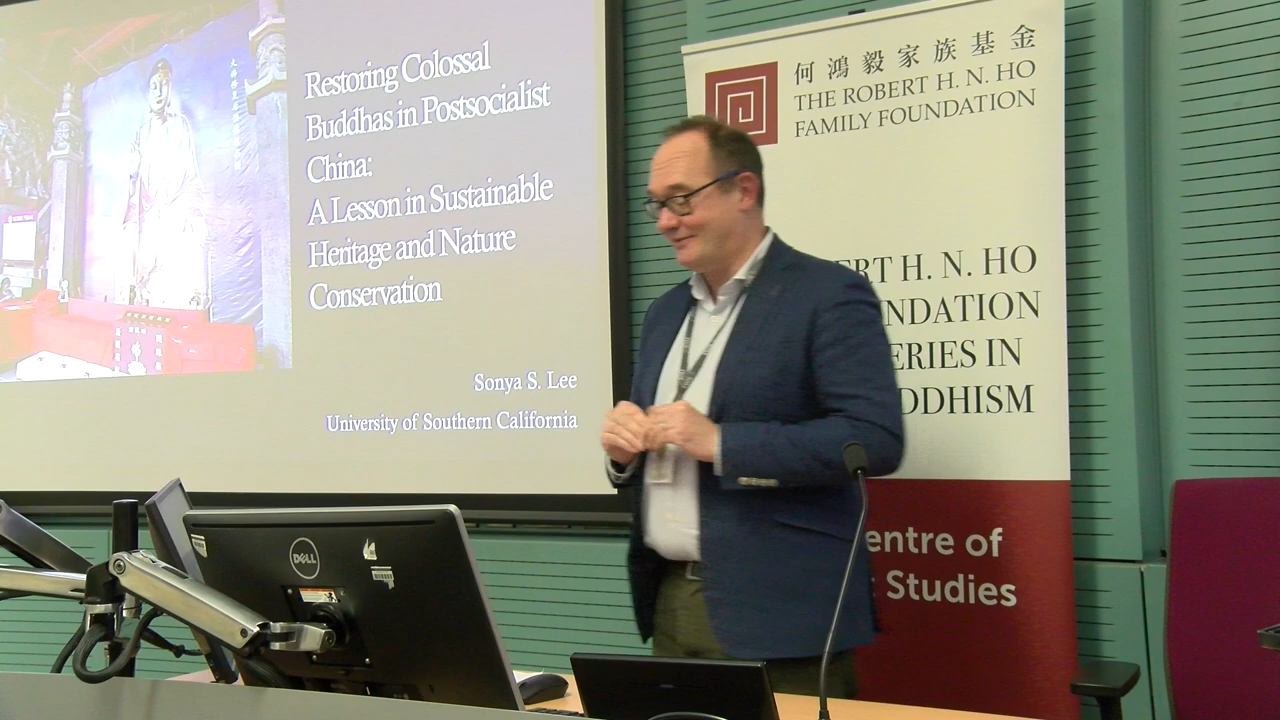 Restoring Colossal
Buddhas in Postsocialist
China:
A Lesson in Sustainable
Heritage and Nature
Conservation
Sonya S. Lee
University of Southern California
何鴻毅家族基金
THE ROBERT H. N. HO
FAMILY FOUNDATION
RT H. N. HO
NDATION
ERIES IN
DDHISM
entre of
Studies
DELL